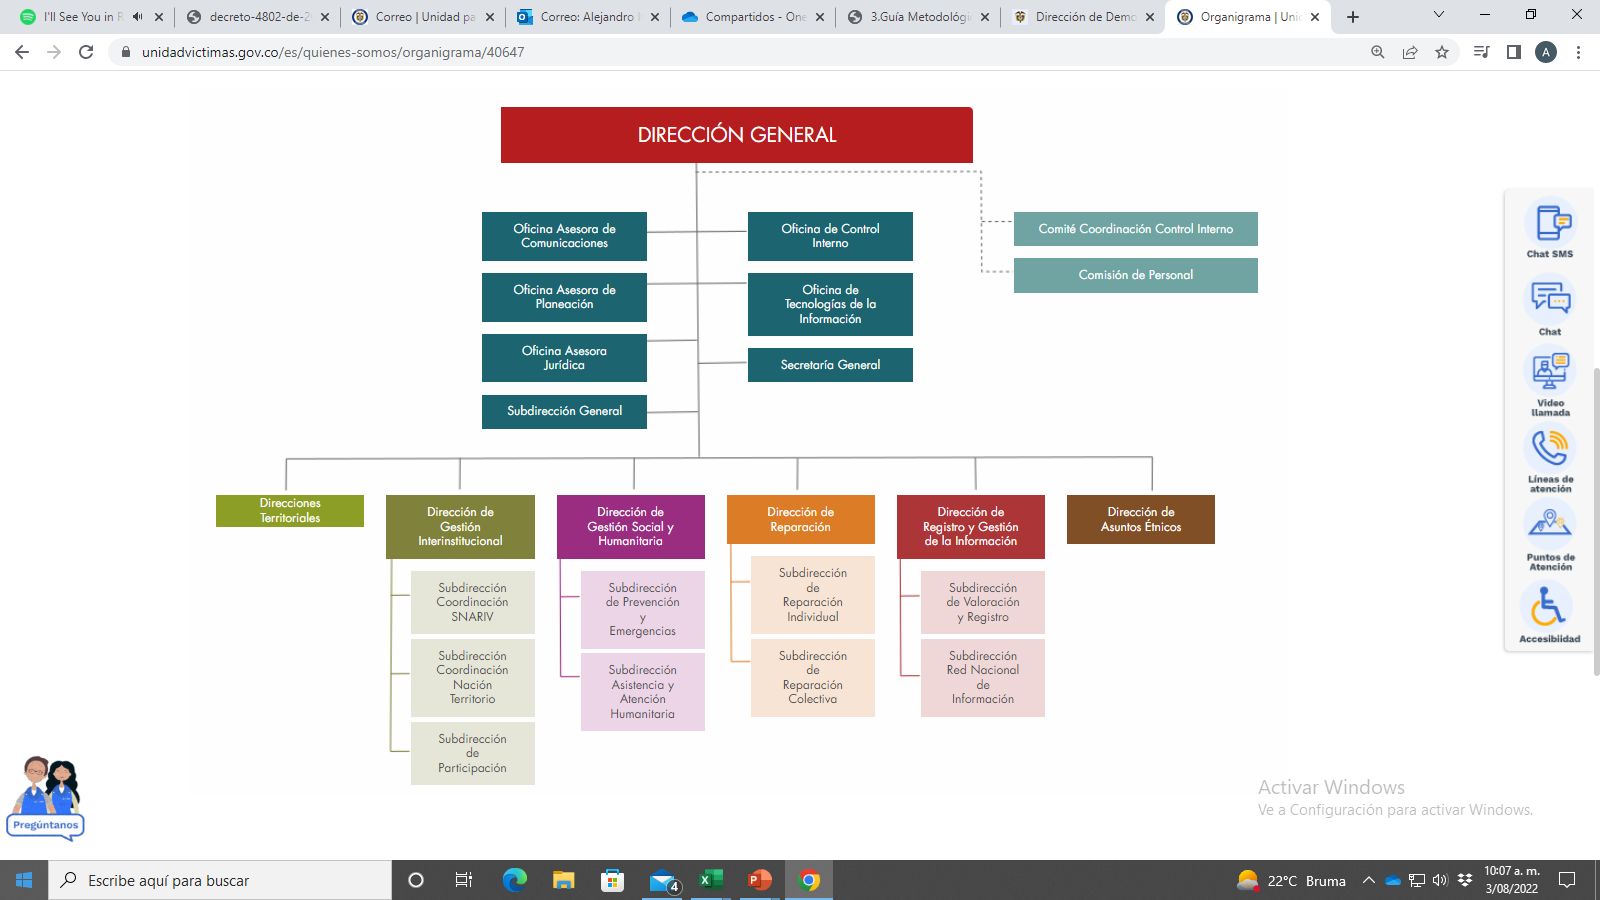 I'll See You in R
decreto-4802-de-2
Correo | Unidad pa
Correo: Alejandro
Compartidos - One
3.Guía Metodológi
Dirección de Demo
Organigrama | Uni
unidadvictimas.gov.co/es/quienes-somos/organigrama/40647
A
DIRECCIÓN GENERAL
Oficina Asesora de
Comunicaciones
Oficina de Control
Interno
Comité Coordinación Control Interno
Comisión de Personal
Oficina Asesora de
Planeación
Oficina de
Tecnologías de la
Información
Oficina Asesora
Jurídica
Secretaría General
Subdirección General
Direcciones
Territoriales
Dirección de
Gestión
Interinstitucional
Subdirección
Coordinación
SNARIV
Subdirección
Coordinación
Nación
Territorio
Subdirección
de
Participación
Dirección de
Gestión Social y
Humanitaria
Subdirección
de Prevención
y
Emergencias
Subdirección
Asistencia y
Atención
Humanitaria
Dirección de
Reparación
Subdirección
de
Reparación
Individual
Subdirección
de
Reparación
Colectiva
Dirección de
Registro y Gestión
de la Información
Subdirección
de Valoración
y Registro
Subdirección
Red Nacional
de
Información
Dirección de
Asuntos Étnicos
Chat SMS
Chat
Video
llamada
Líneas de
atención
Puntos de
Atención
Accesibiidad
Pregúntanos
Activar Windows
Ve a Configuración para activar Windows.
Escribe aquí para buscar
4
22°C Bruma
10:07 a. m.
3/08/2022